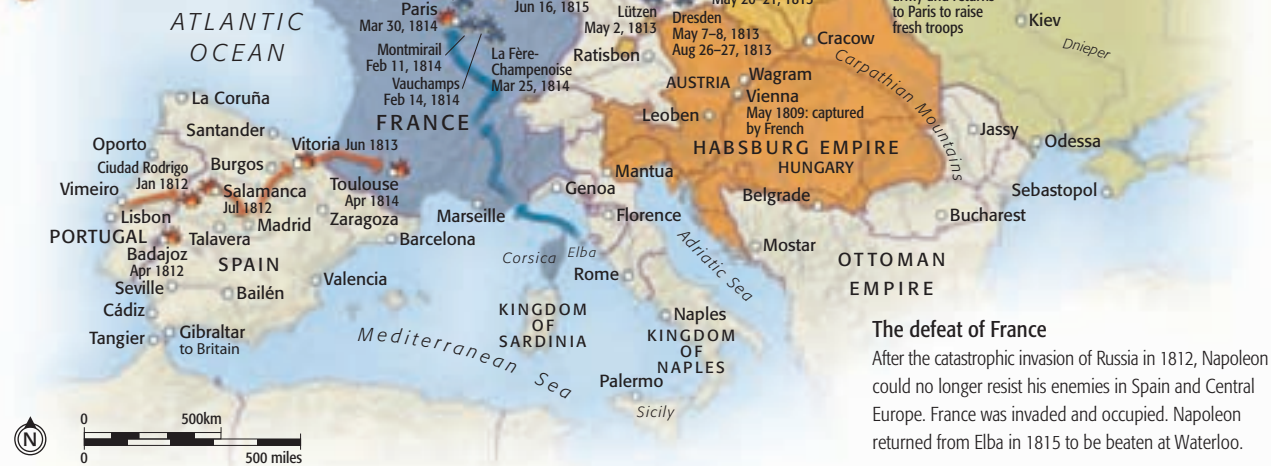 ATLANTIC
OCEAN
Paris
Mar 30, 1814
Jun 16, 1815
Lützen
May 2, 1813
Dresden
May 7–8, 1813
Aug 26–27, 1813
to Paris to raise
fresh troops
Kiev
Dnieper
Cracow
Montmirail
Feb 11, 1814
Vauchamps
Feb 14, 1814
La Fère-
Champenoise
Mar 25, 1814
Ratisbon
Carpathian Mountains
AUSTRIA
Wagram
Vienna
May 1809: captured
by French
Leoben
FRANCE
HABSBURG EMPIRE
HUNGARY
Jassy
Odessa
Sebastopol
La Coruña
Santander
Oporto
Vitoria Jun 1813
Ciudad Rodrigo
Jan 1812
Burgos
Vimeiro
Salamanca
Jul 1812
Toulouse
Apr 1814
Mantua
Genoa
Belgrade
Bucharest
Lisbon
Madrid
Zaragoza
Marseille
Florence
PORTUGAL
Talavera
Barcelona
Badajoz
Apr 1812
SPAIN
Corsica
Elba
Adriatic Sea
Mostar
OTTOMAN
EMPIRE
Seville
Bailén
Valencia
Rome
Cádiz
Tangier
Gibraltar
to Britain
Mediterranean Sea
KINGDOM
OF
SARDINIA
Naples
KINGDOM
OF
NAPLES
Palermo
Sicily
The defeat of France
After the catastrophic invasion of Russia in 1812, Napoleon
could no longer resist his enemies in Spain and Central
Europe. France was invaded and occupied. Napoleon
returned from Elba in 1815 to be beaten at Waterloo.
N
0 500km
0 500 miles